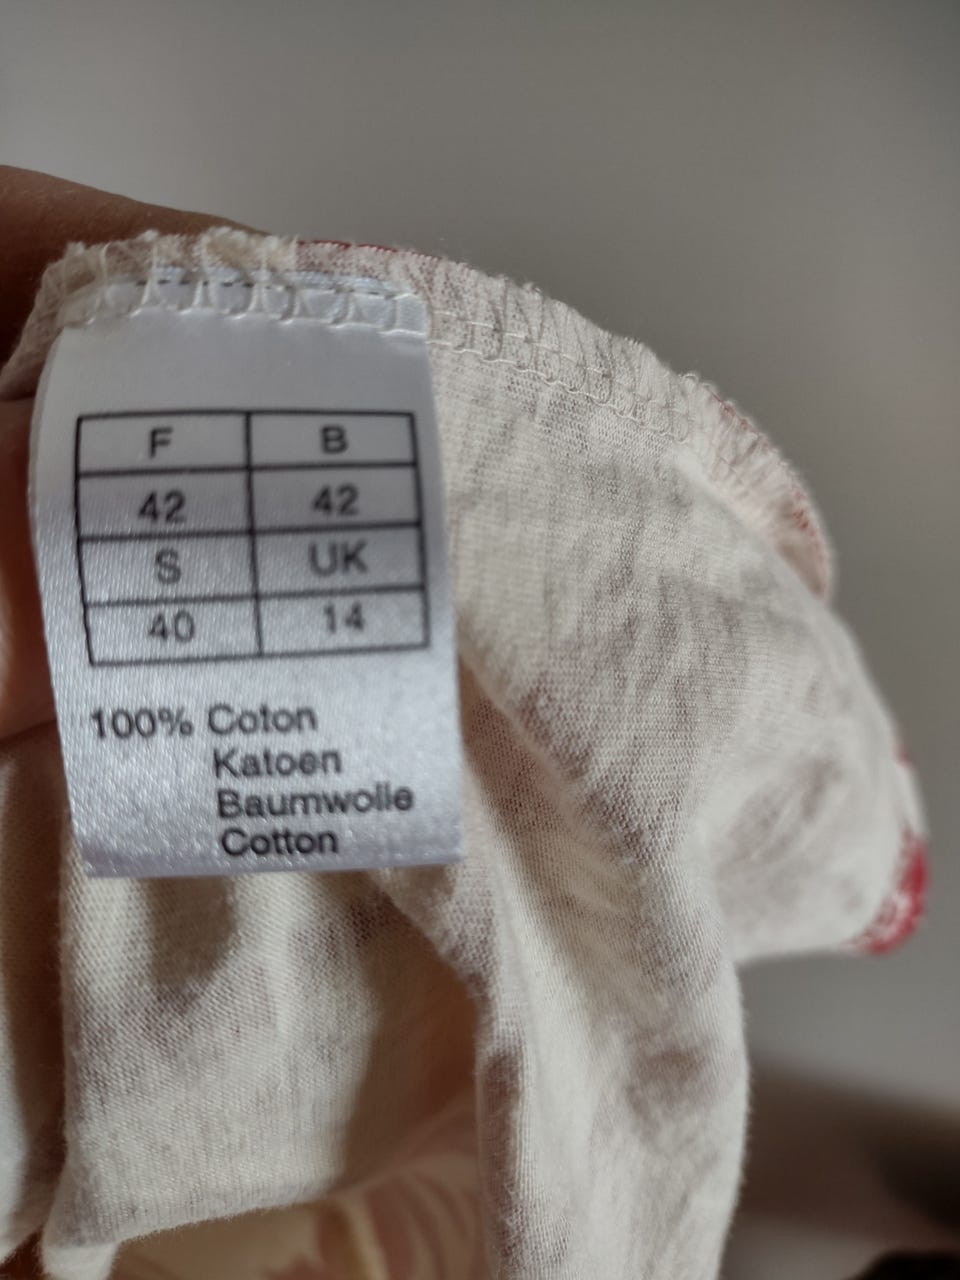 F B
42 42
S UK
40 14
100% Coton
Katoen
Baumwolle
Cotton